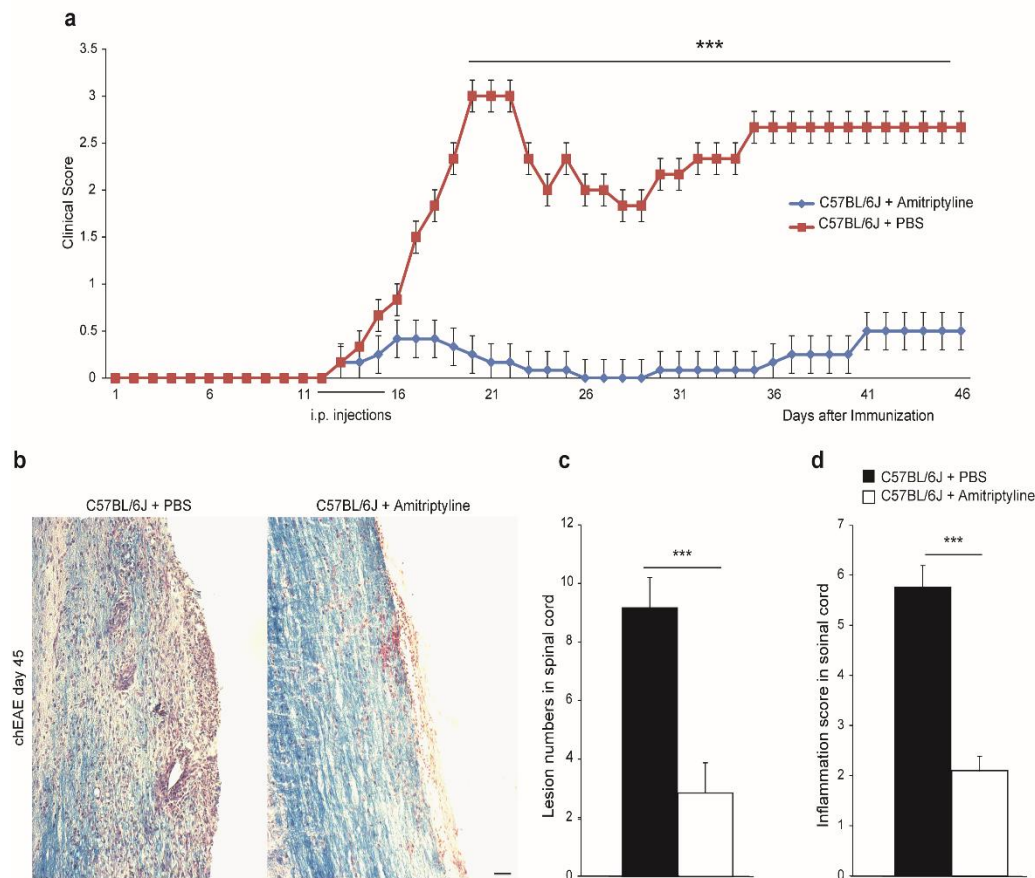 a
***
3.5
3
2.5
2
1.5
1
0.5
0
Clinical Score
C57BL/6J + Amitriptyline
C57BL/6J + PBS
1 6 11 16 21 26 31 36 41 46
i.p. injections
Days after Immunization
b
C57BL/6J + PBS
C57BL/6J + Amitriptyline
chEAE day 45
c
12
10
8
6
4
2
0
Lesion numbers in spinal cord
***
d
C57BL/6J + PBS
C57BL/6J + Amitriptyline
7
6
5
4
3
2
1
0
Inflammation score in soinal cord
***